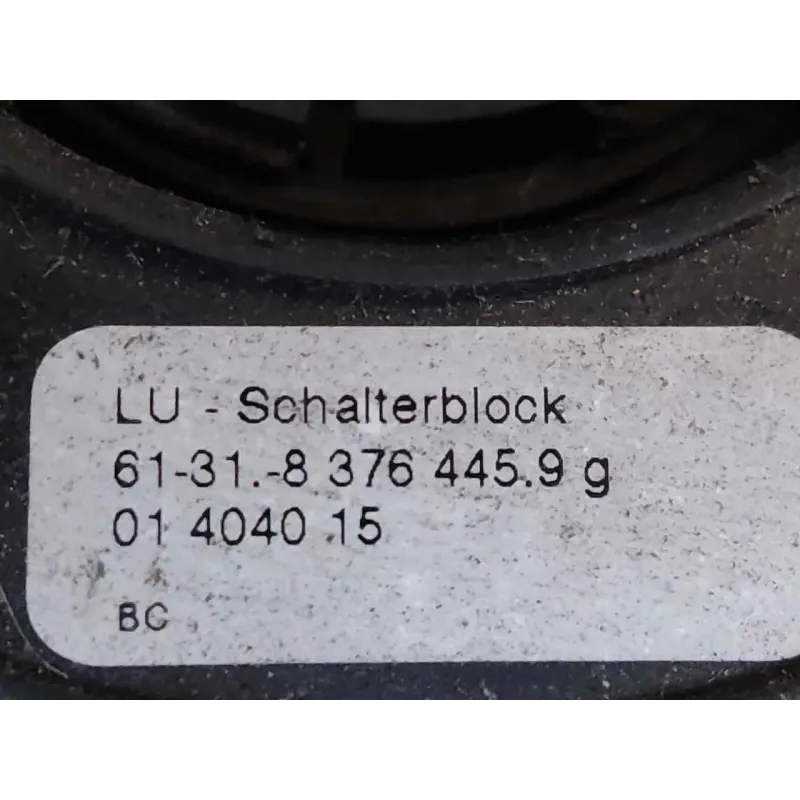 LU - Schalterblock
61-31.-8 376 445.9 g
01 4040 15
BC